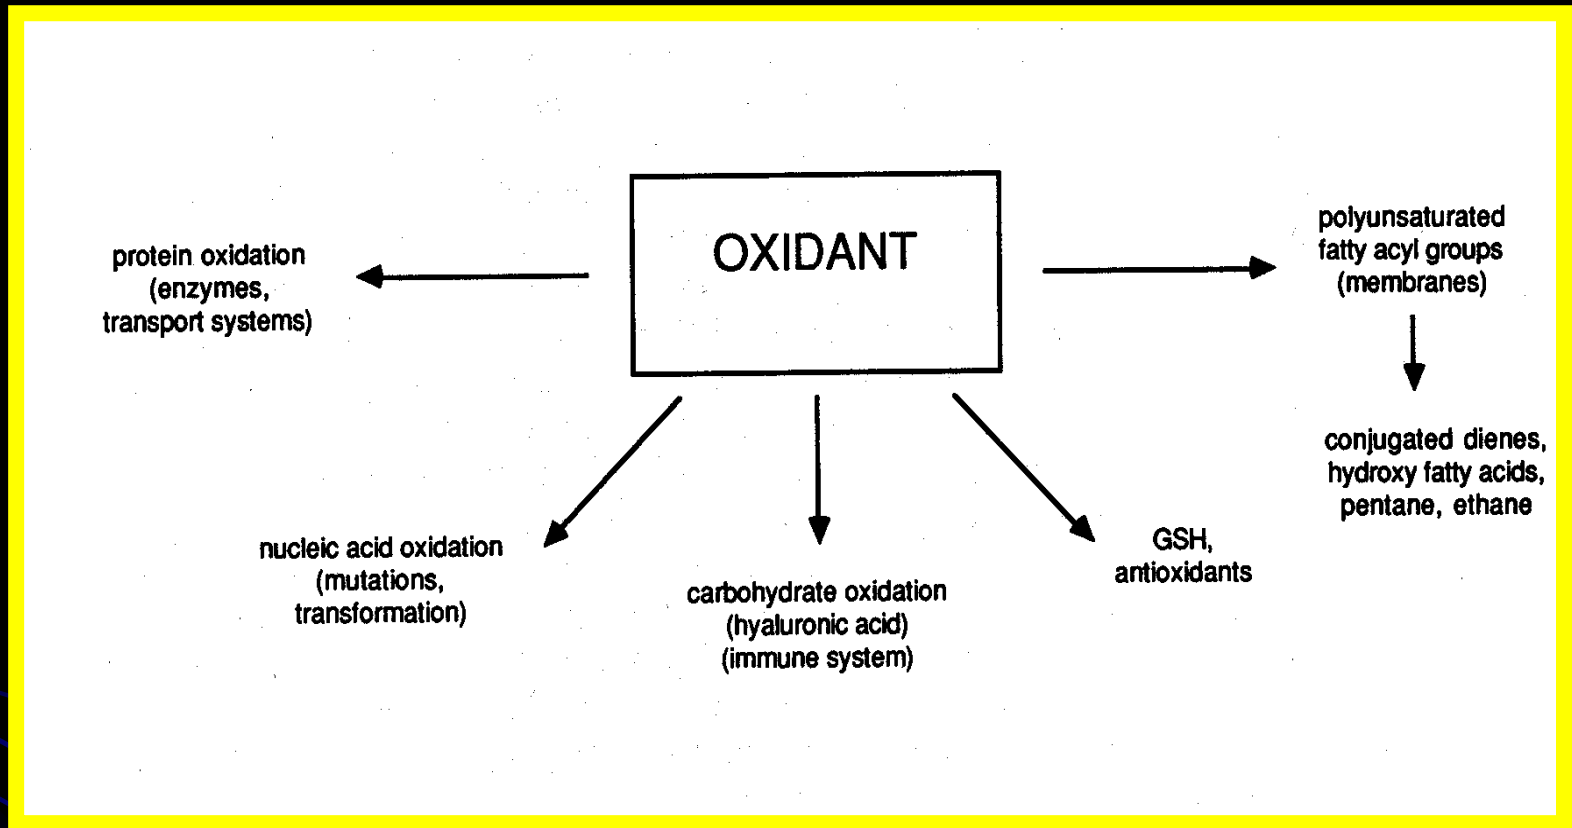 OXIDANT
protein oxidation
(enzymes,
transport systems)
polyunsaturated
fatty acyl groups
(membranes)
conjugated dienes,
hydroxy fatty acids,
pentane, ethane
nucleic acid oxidation
(mutations,
transformation)
carbohydrate oxidation
(hyaluronic acid)
(immune system)
GSH,
antioxidants